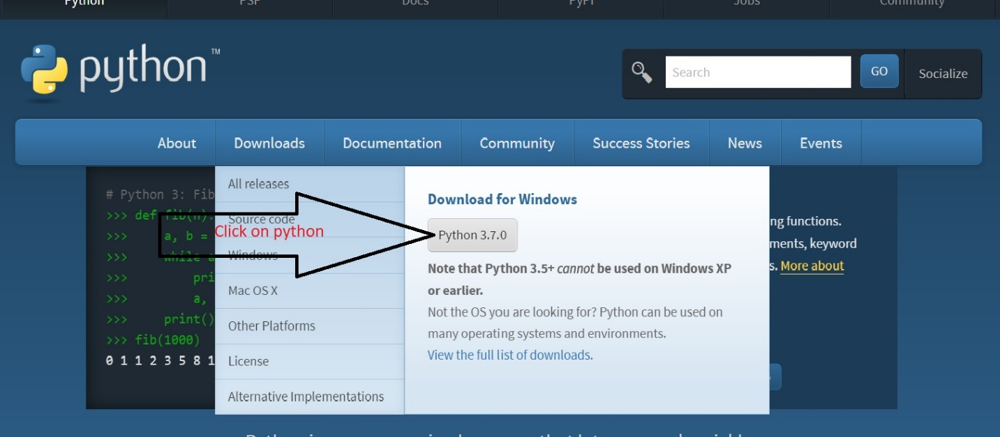 Python PSF Docs PyPI Jobs Community
python™
Search GO Socialize
About Downloads Documentation Community Success Stories News Events
# Python 3: Fib
>>> def fib(n):
>>> a, b =
>>> while a
>>> pri
>>> a,
>>> print()
>>> fib(1000)
0 1 1 2 3 5 8 1
All releases
Source code
Click on python
Windows
Mac OS X
Other Platforms
License
Alternative Implementations
Download for Windows
Python 3.7.0
Note that Python 3.5+ cannot be used on Windows XP
or earlier.
Not the OS you are looking for? Python can be used on
many operating systems and environments.
View the full list of downloads.
ng functions.
ments, keyword
s. More about